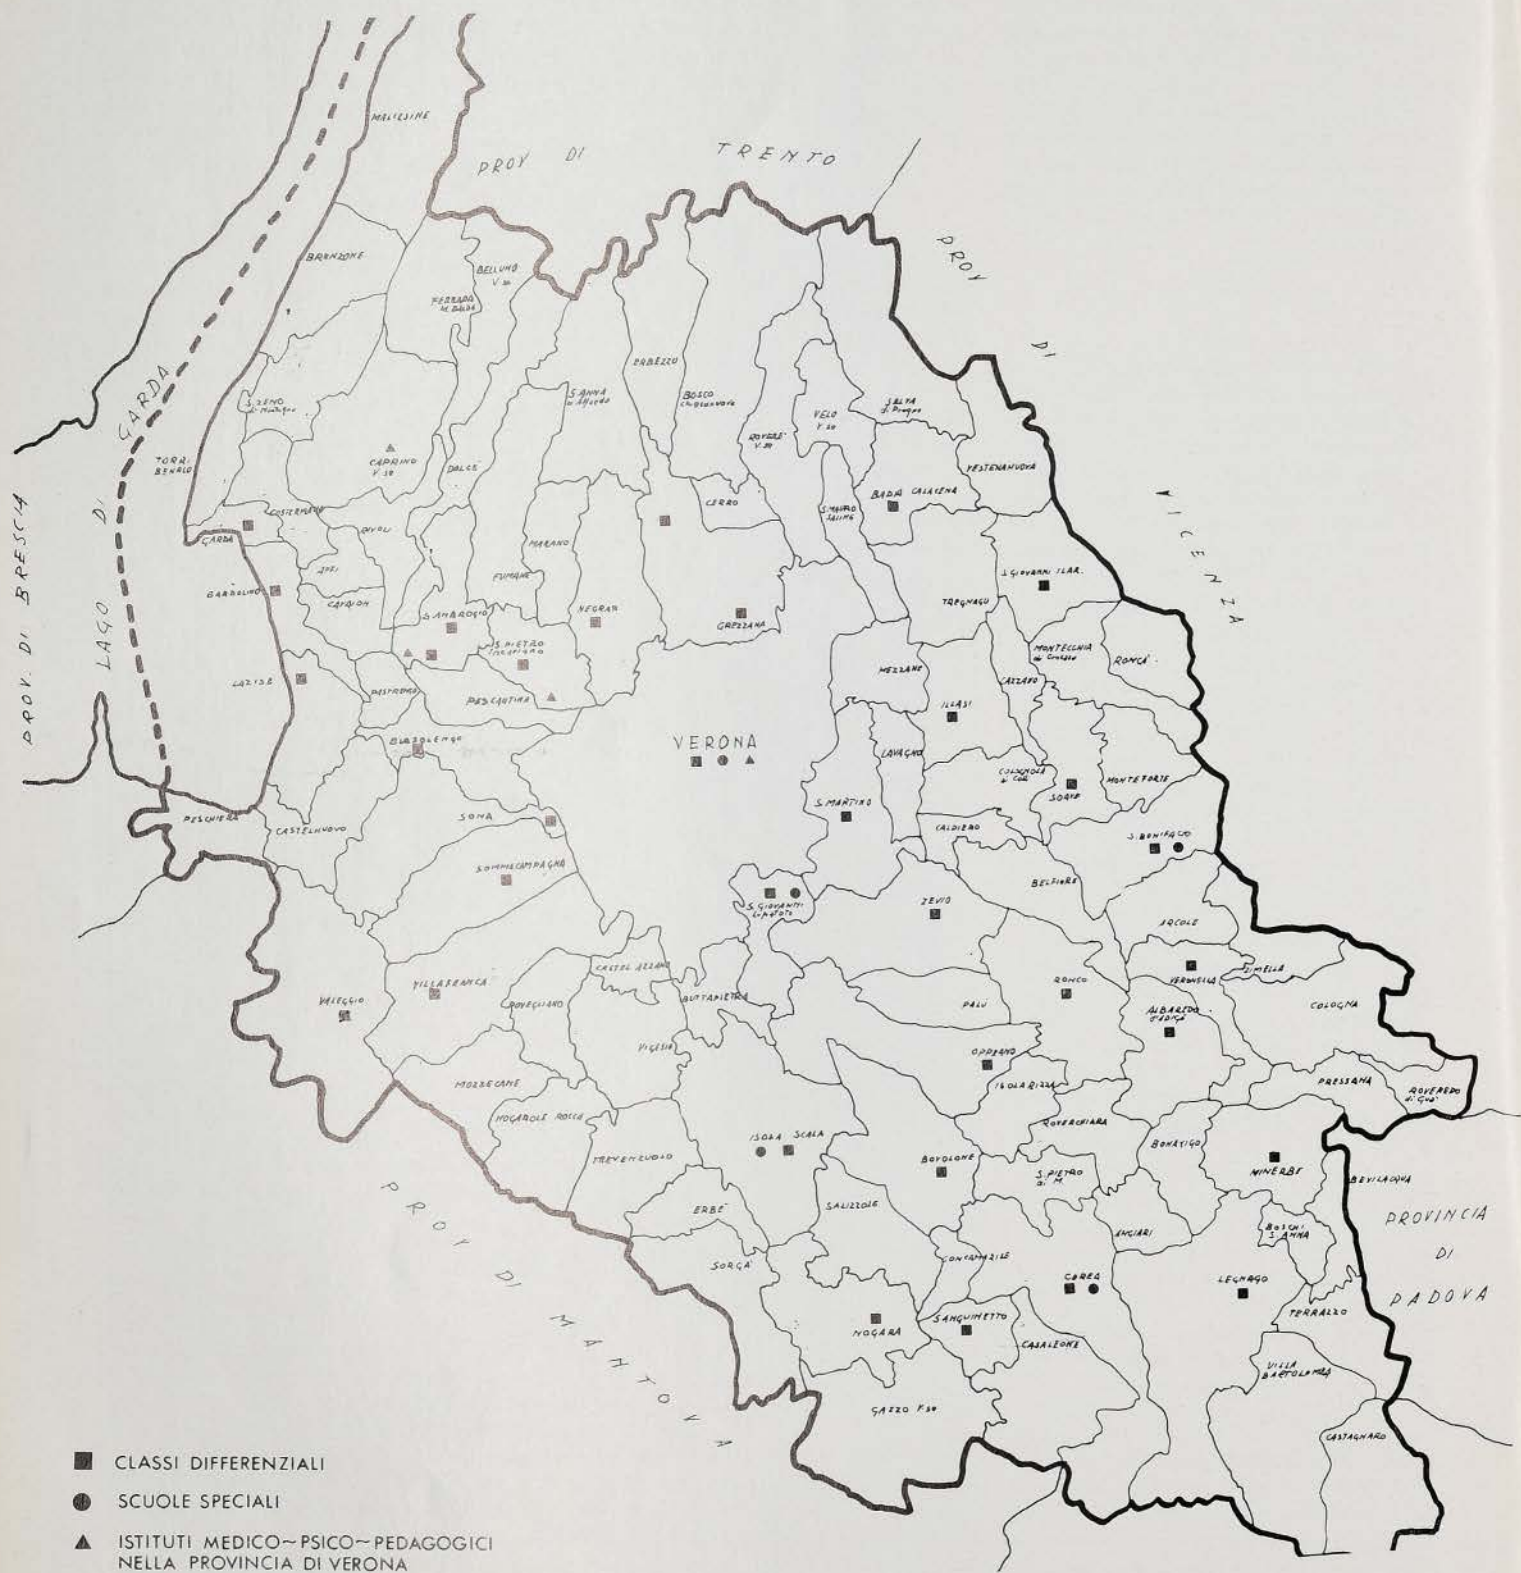 MALCESINE
PROV DI TRENTO
BRENZONE
BELLUNO
V.se
FERRARA
M. BALDO
PROV DI VICENZA
LAGO DI GARDA
ERBEZZO
S. ZENO
di Montagna
S. ANNA
BOSCO
Chiesanuova
VELO
V.se
SELVA
di Progno
ROVERE'
V.se
TORRI
BENACO
CAPRINO
V.se
DOLCÈ
VESTENANUOVA
BADIA CALAVENA
CERRO
S. MAURO
SALINE
PROV. DI BRESCIA
COSTERMANO
GARDA
RIVOLI
MARANO
AFFI
FUMANE
S. GIOVANNI ILAR.
BARDOLINO
CAVAION
S. AMBROGIO
NEGRAR
TREGNAGO
GREZZANA
S. PIETRO
Incariano
MONTECCHIA
di Crosara
RONCA'
MEZZANE
CAZZANO
LAZISE
PASTRENGO
PESCANTINA
ILLASI
BUSSOLENGO
VERONA
LAVAGNO
COLOGNOLA
ai Colli
MONTEFORTE
SOAVE
S. MARTINO
PESCHIERA
CASTELNUOVO
SONA
CALDIERO
S. BONIFACIO
SOMMACAMPAGNA
BELFIORE
S. GIOVANNI
Lupatoto
ZEVIO
ARCOLE
CASTEL AZZANO
ZIMELLA
VERONELLA
VILLAFRANCA
RONCO
VALEGGIO
POVEGLIANO
BUTTAPIETRA
PALÙ
ALBAREDO
d'ADIGE
COLOGNA
VIGASIO
OPPEANO
MOZZECANE
ISOLA RIZZA
PRESSANA
ROVEREDO
di Guà
NOGAROLE ROCCA
ROVERCHIARA
ISOLA SCALA
BONAVIGO
TREVENZUOLO
BOVOLONE
MINERBE
S. PIETRO
di M.
BEVILACQUA
ERBE'
SALIZZOLE
PROVINCIA
DI
PADOVA
ANGIARI
BOSCHI
S. ANNA
SORGA'
CONCAMARISE
CEREA
LEGNAGO
TERRAZZO
SANGUINETTO
NOGARA
CASALEONE
VILLA
BARTOLOMEA
GAZZO V.se
CASTAGNARO
PROV DI MANTOVA
CLASSI DIFFERENZIALI
SCUOLE SPECIALI
ISTITUTI MEDICO~PSICO~PEDAGOGICI
NELLA PROVINCIA DI VERONA